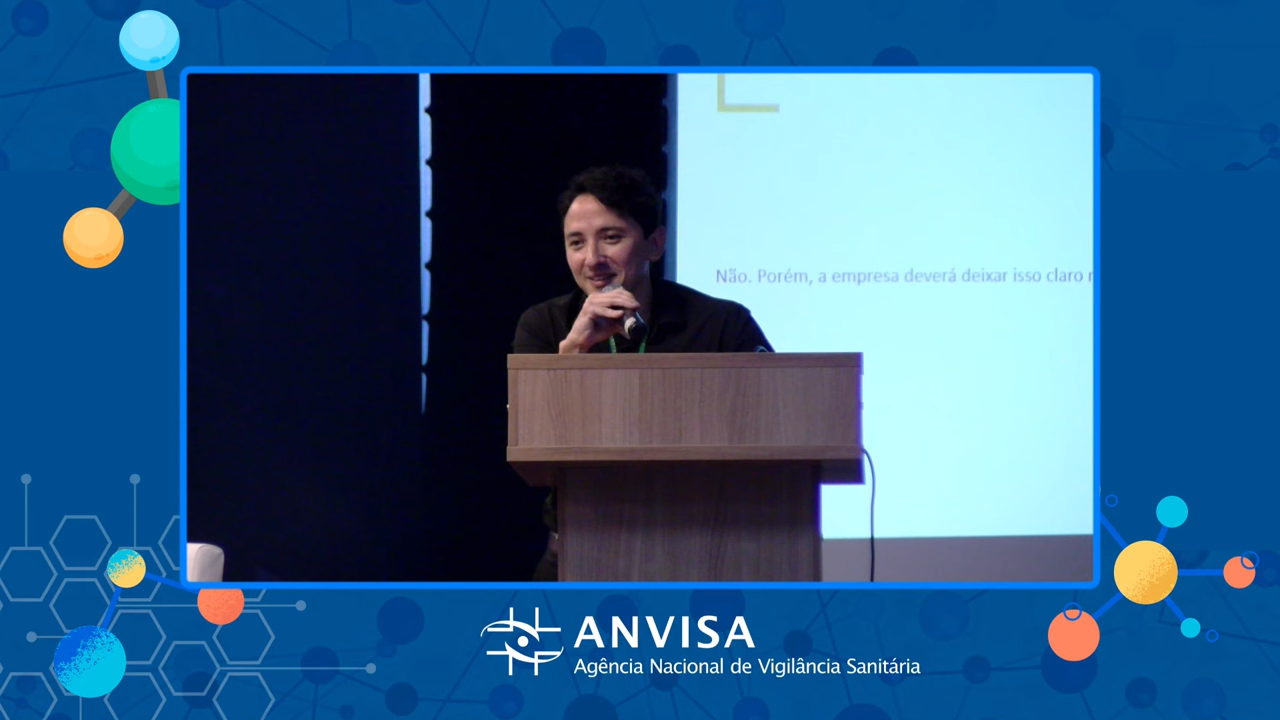 Não. Porém, a empresa deverá deixar isso claro
ANVISA
Agência Nacional de Vigilância Sanitária